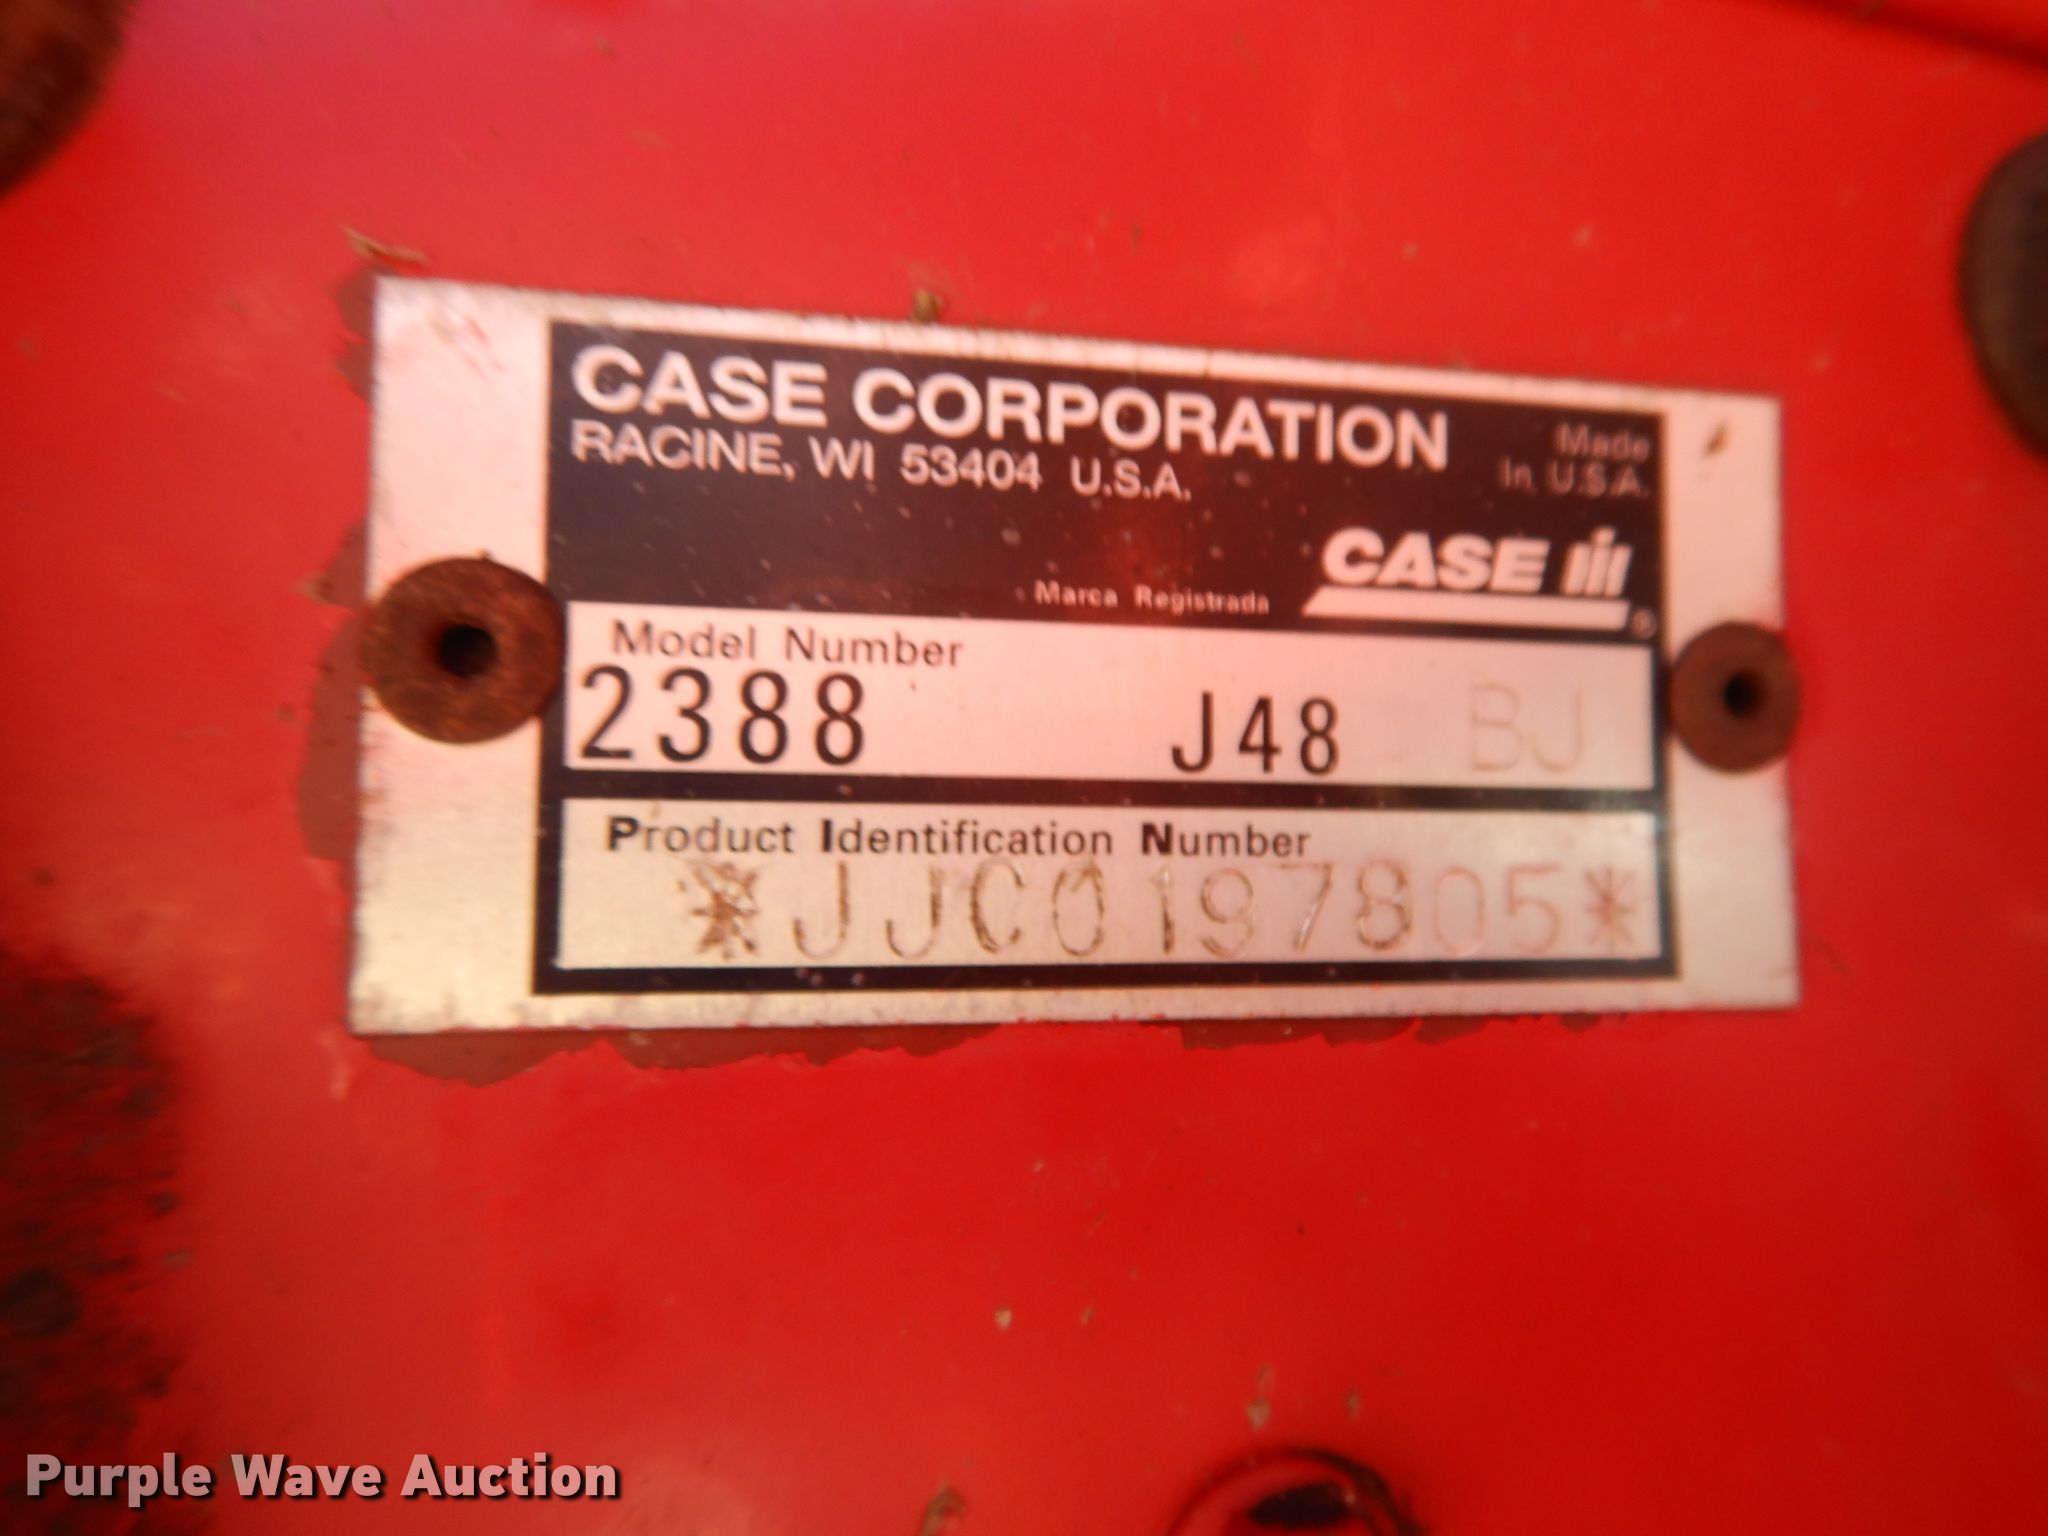 CASE CORPORATION
RACINE, WI 53404 U.S.A.
Made
In U.S.A.
CASE IH
Marca Registrada
®
Model Number
2388 J48 BJ
Product Identification Number
*JJC0197805*
Purple Wave Auction